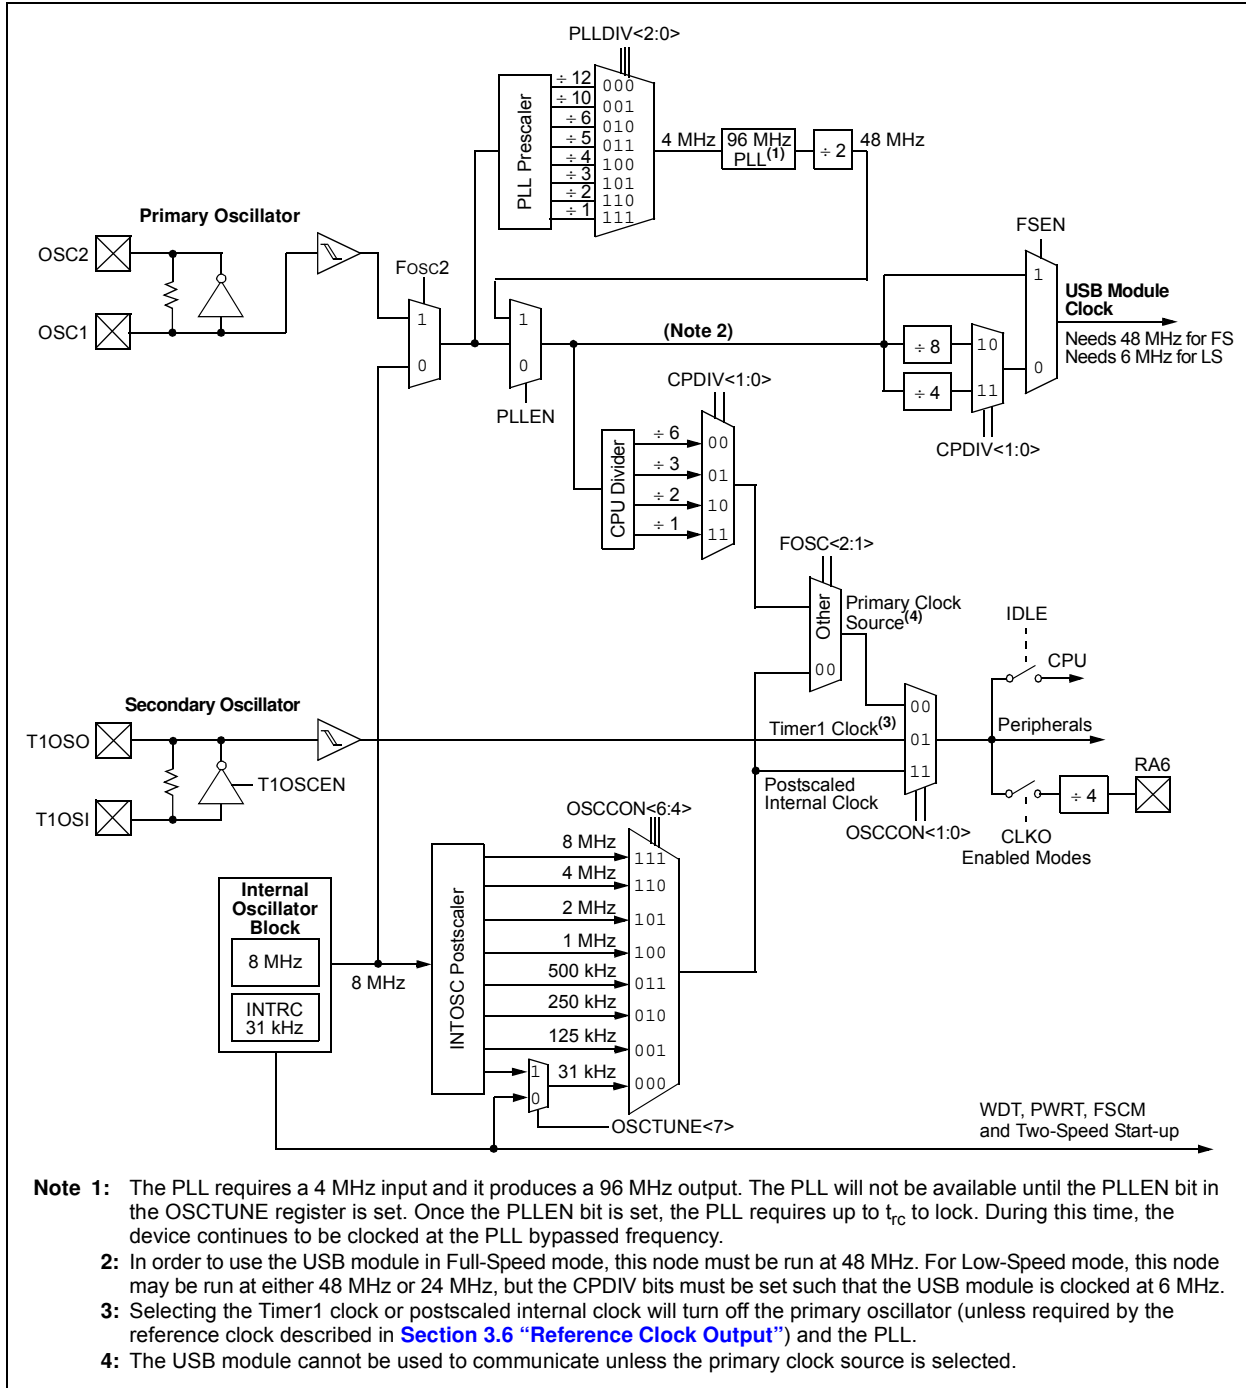 PLLDIV<2:0>
PLL Prescaler
÷ 12
÷ 10
÷ 6
÷ 5
÷ 4
÷ 3
÷ 2
÷ 1
000
001
010
011
100
101
110
111
4 MHz
96 MHz
PLL(1)
÷ 2
48 MHz
Primary Oscillator
OSC2
OSC1
FOSC2
1
0
1
0
PLLEN
(Note 2)
FSEN
1
0
USB Module
Clock
Needs 48 MHz for FS
Needs 6 MHz for LS
÷ 8
÷ 4
10
11
CPDIV<1:0>
CPDIV<1:0>
CPU Divider
÷ 6
÷ 3
÷ 2
÷ 1
00
01
10
11
FOSC<2:1>
Other
00
Primary Clock
Source(4)
IDLE
CPU
Secondary Oscillator
T1OSO
T1OSI
T1OSCEN
Timer1 Clock(3)
00
01
11
Peripherals
RA6
÷ 4
Postscaled
Internal Clock
OSCCON<1:0>
CLKO
Enabled Modes
OSCCON<6:4>
Internal
Oscillator
Block
8 MHz
INTRC
31 kHz
8 MHz
INTOSC Postscaler
8 MHz
4 MHz
2 MHz
1 MHz
500 kHz
250 kHz
125 kHz
31 kHz
111
110
101
100
011
010
001
000
1
0
OSCTUNE<7>
WDT, PWRT, FSCM
and Two-Speed Start-up
Note 1: The PLL requires a 4 MHz input and it produces a 96 MHz output. The PLL will not be available until the PLLEN bit in
the OSCTUNE register is set. Once the PLLEN bit is set, the PLL requires up to trc to lock. During this time, the
device continues to be clocked at the PLL bypassed frequency.
2: In order to use the USB module in Full-Speed mode, this node must be run at 48 MHz. For Low-Speed mode, this node
may be run at either 48 MHz or 24 MHz, but the CPDIV bits must be set such that the USB module is clocked at 6 MHz.
3: Selecting the Timer1 clock or postscaled internal clock will turn off the primary oscillator (unless required by the
reference clock described in Section 3.6 “Reference Clock Output”) and the PLL.
4: The USB module cannot be used to communicate unless the primary clock source is selected.